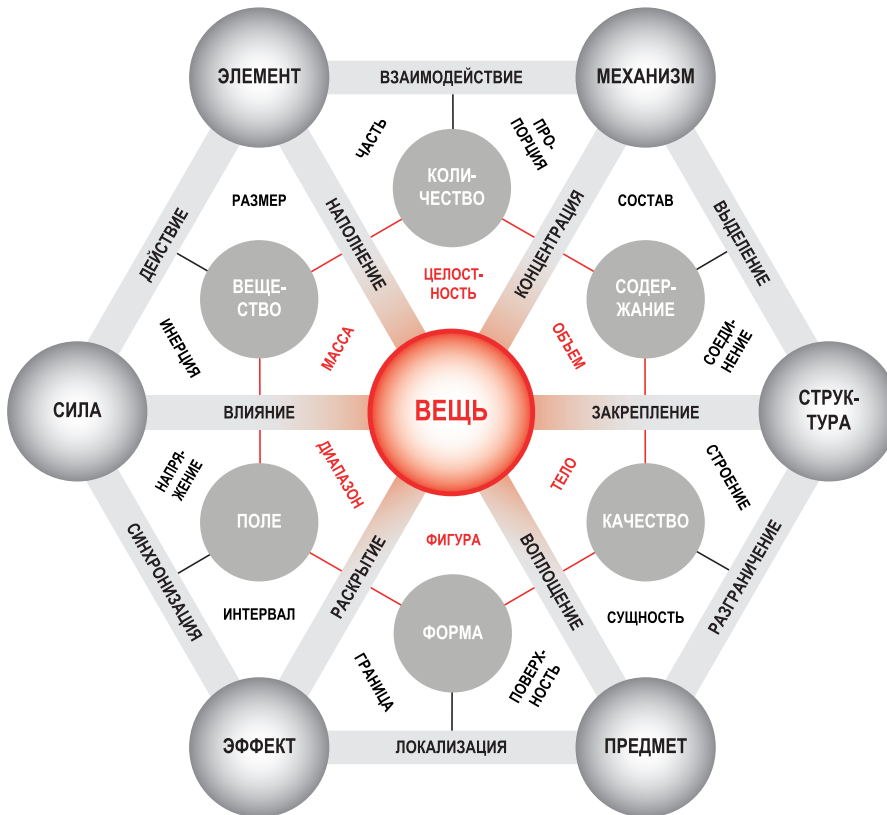 ЭЛЕМЕНТ
ВЗАИМОДЕЙСТВИЕ
МЕХАНИЗМ
ЧАСТЬ
ПРО-
ПОРЦИЯ
КОЛИ-
ЧЕСТВО
РАЗМЕР
СОСТАВ
ДЕЙСТВИЕ
НАПОЛНЕНИЕ
КОНЦЕНТРАЦИЯ
ВЫДЕЛЕНИЕ
ЦЕЛОСТ-
НОСТЬ
ВЕЩЕ-
СТВО
СОДЕР-
ЖАНИЕ
ИНЕРЦИЯ
МАССА
ОБЪЕМ
СОЕДИ-
НЕНИЕ
СИЛА
ВЛИЯНИЕ
ВЕЩЬ
ЗАКРЕПЛЕНИЕ
СТРУК-
ТУРА
НАПРЯ-
ЖЕНИЕ
ДИАПАЗОН
ТЕЛО
СТРОЕНИЕ
ПОЛЕ
КАЧЕСТВО
ФИГУРА
СИНХРОНИЗАЦИЯ
РАСКРЫТИЕ
ВОПЛОЩЕНИЕ
РАЗГРАНИЧЕНИЕ
ИНТЕРВАЛ
СУЩНОСТЬ
ФОРМА
ГРАНИЦА
ПОВЕРХ-
НОСТЬ
ЭФФЕКТ
ЛОКАЛИЗАЦИЯ
ПРЕДМЕТ